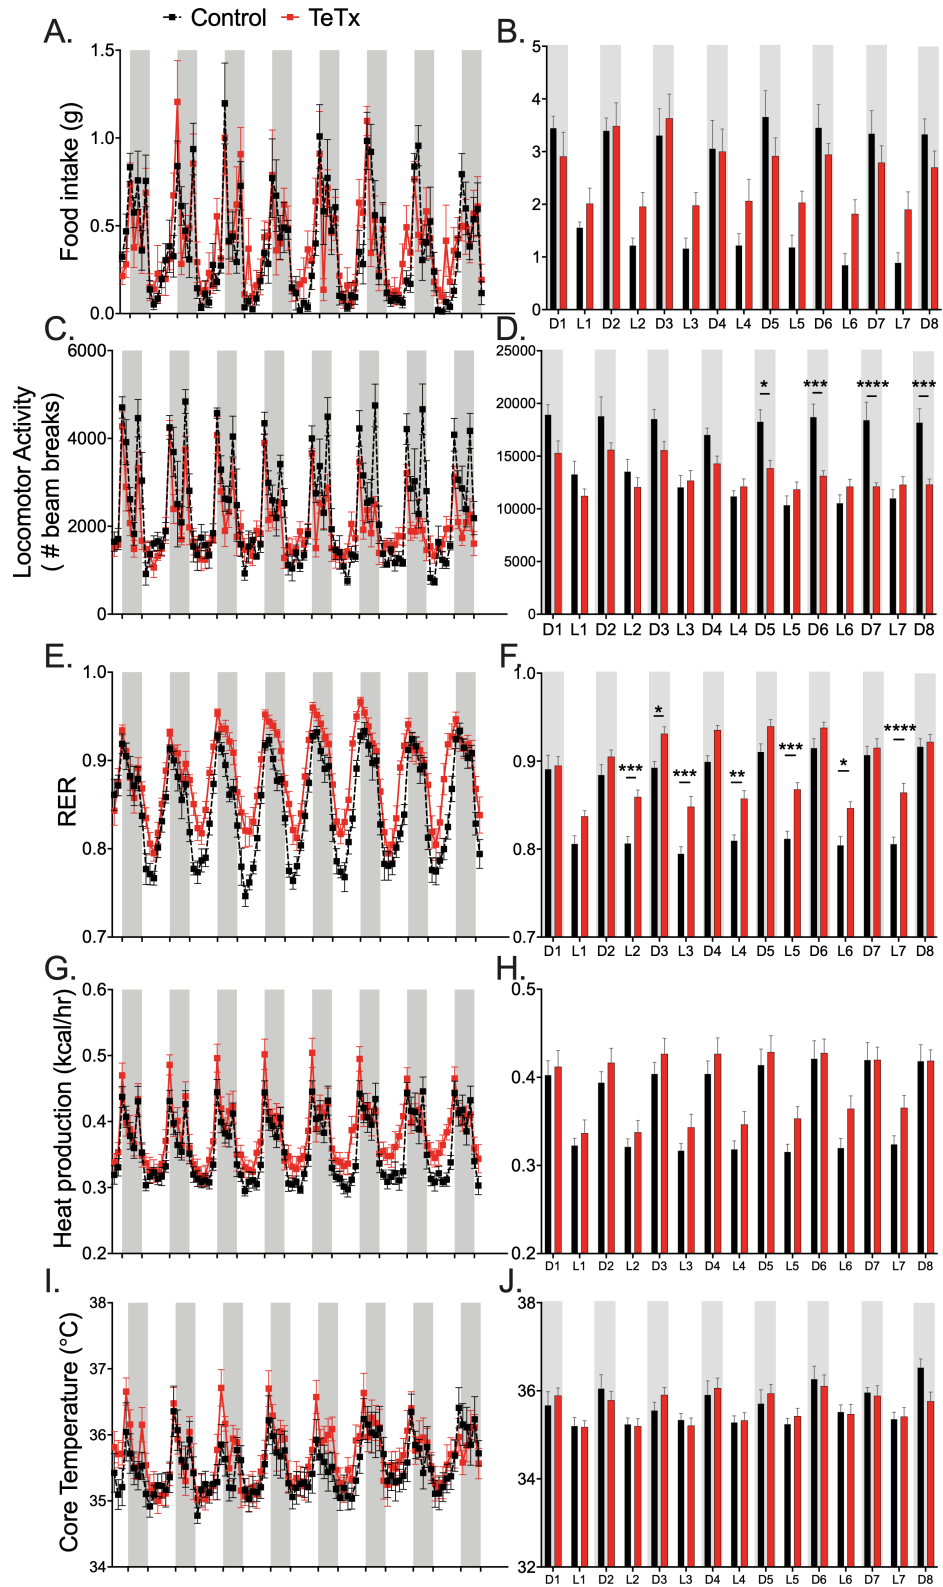 Control TeTx
A.
Food intake (g)
1.5
1.0
0.5
0.0
B.
5
4
3
2
1
0
D1 L1 D2 L2 D3 L3 D4 L4 D5 L5 D6 L6 D7 L7 D8
C.
Locomotor Activity
( # beam breaks)
6000
4000
2000
0
D.
25000
20000
15000
10000
5000
0
* *** **** ***
D1 L1 D2 L2 D3 L3 D4 L4 D5 L5 D6 L6 D7 L7 D8
E.
RER
1.0
0.9
0.8
0.7
F.
1.0
0.9
0.8
0.7
*** * *** ** *** * ****
D1 L1 D2 L2 D3 L3 D4 L4 D5 L5 D6 L6 D7 L7 D8
G.
Heat production (kcal/hr)
0.6
0.5
0.4
0.3
0.2
H.
0.5
0.4
0.3
0.2
D1 L1 D2 L2 D3 L3 D4 L4 D5 L5 D6 L6 D7 L7 D8
I.
Core Temperature (°C)
38
37
36
35
34
J.
38
36
34
32
D1 L1 D2 L2 D3 L3 D4 L4 D5 L5 D6 L6 D7 L7 D8